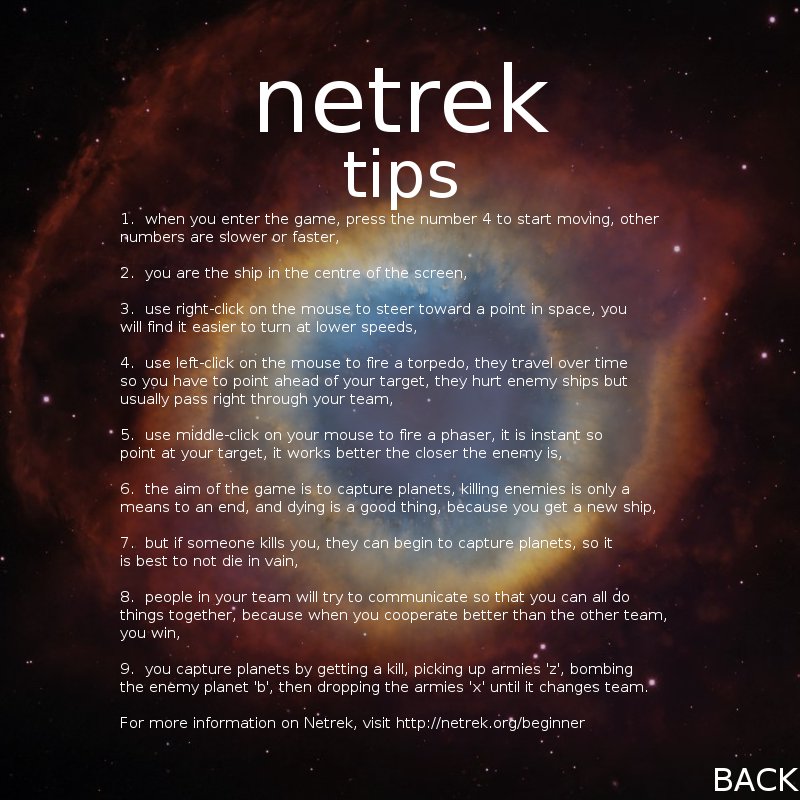 netrek
tips
1.  when you enter the game, press the number 4 to start moving, other
numbers are slower or faster,
2.  you are the ship in the centre of the screen,
3.  use right-click on the mouse to steer toward a point in space, you
will find it easier to turn at lower speeds,
4.  use left-click on the mouse to fire a torpedo, they travel over time
so you have to point ahead of your target, they hurt enemy ships but
usually pass right through your team,
5.  use middle-click on your mouse to fire a phaser, it is instant so
point at your target, it works better the closer the enemy is,
6.  the aim of the game is to capture planets, killing enemies is only a
means to an end, and dying is a good thing, because you get a new ship,
7.  but if someone kills you, they can begin to capture planets, so it
is best to not die in vain,
8.  people in your team will try to communicate so that you can all do
things together, because when you cooperate better than the other team,
you win,
9.  you capture planets by getting a kill, picking up armies 'z', bombing
the enemy planet 'b', then dropping the armies 'x' until it changes team.
For more information on Netrek, visit http://netrek.org/beginner
BACK